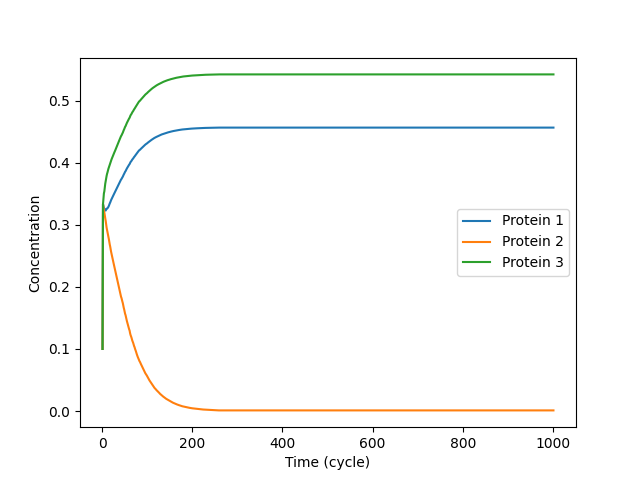 Concentration
0.5
0.4
0.3
0.2
0.1
0.0
Protein 1
Protein 2
Protein 3
0
200
400
600
800
1000
Time (cycle)